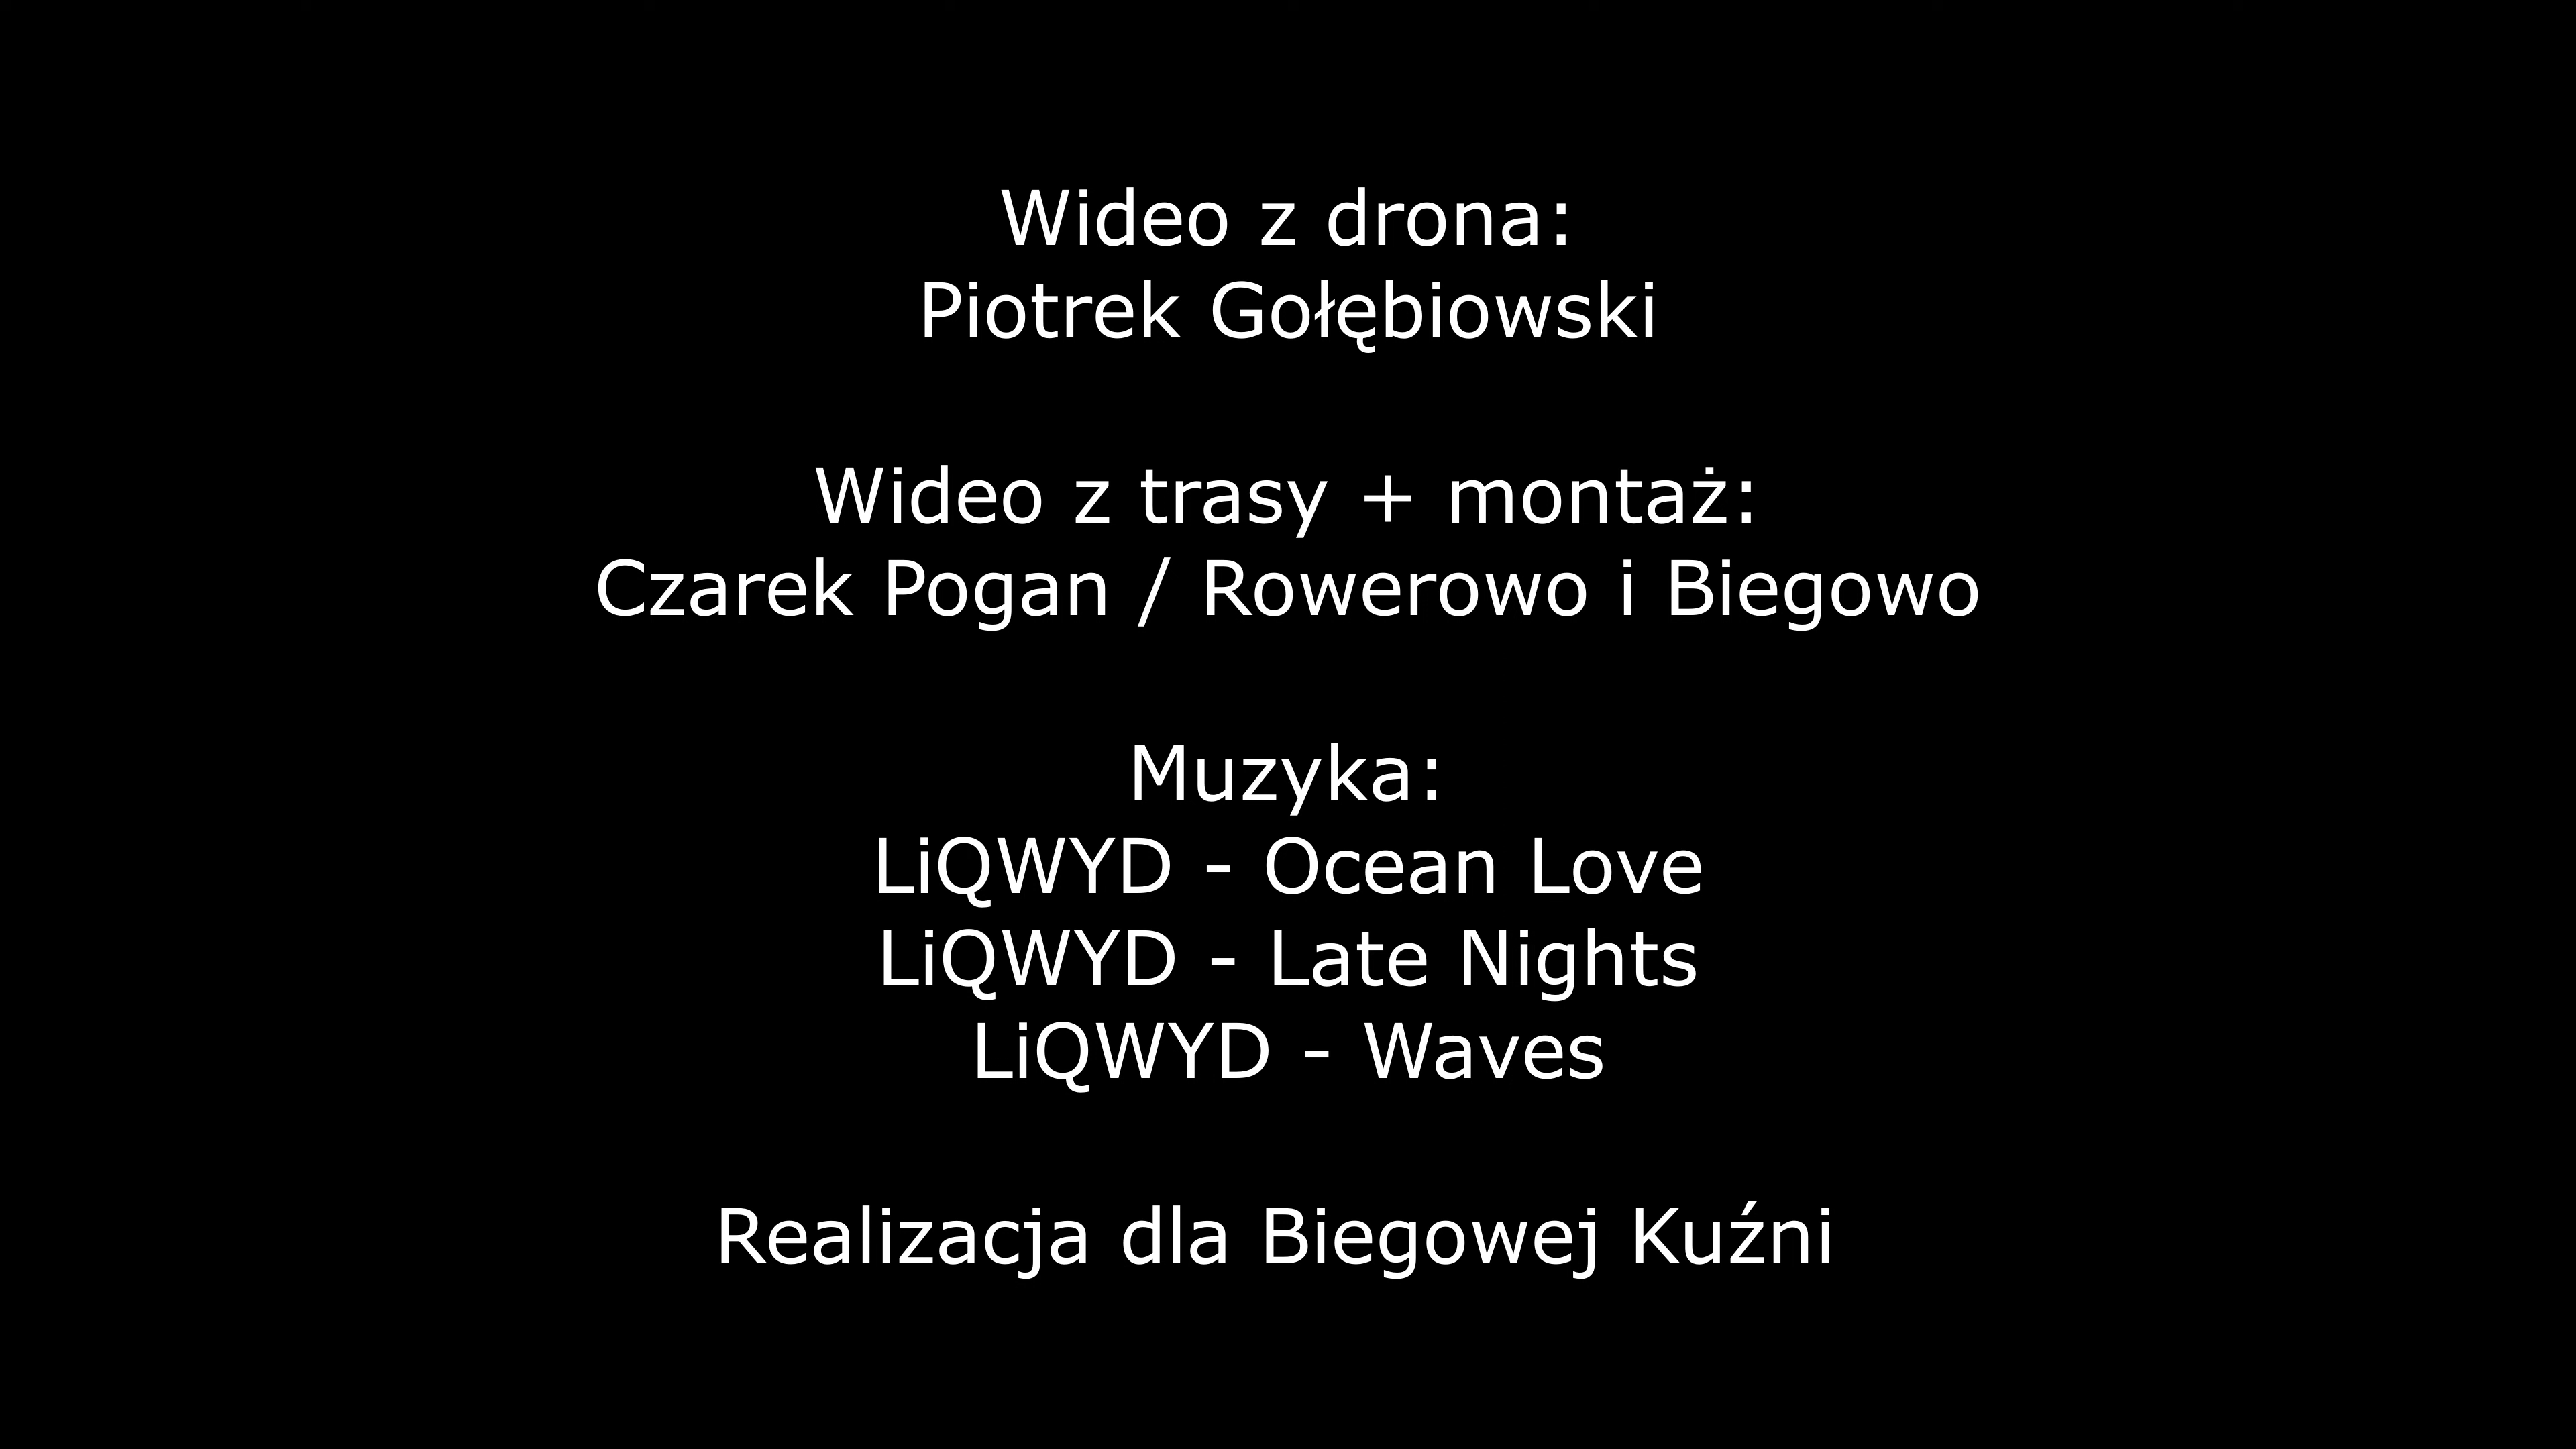 Wideo z drona:
Piotrek Gołębiowski
Wideo z trasy + montaż:
Czarek Pogan / Rowerowo i Biegowo
Muzyka:
LiQWYD - Ocean Love
LiQWYD - Late Nights
LiQWYD - Waves
Realizacja dla Biegowej Kuźni